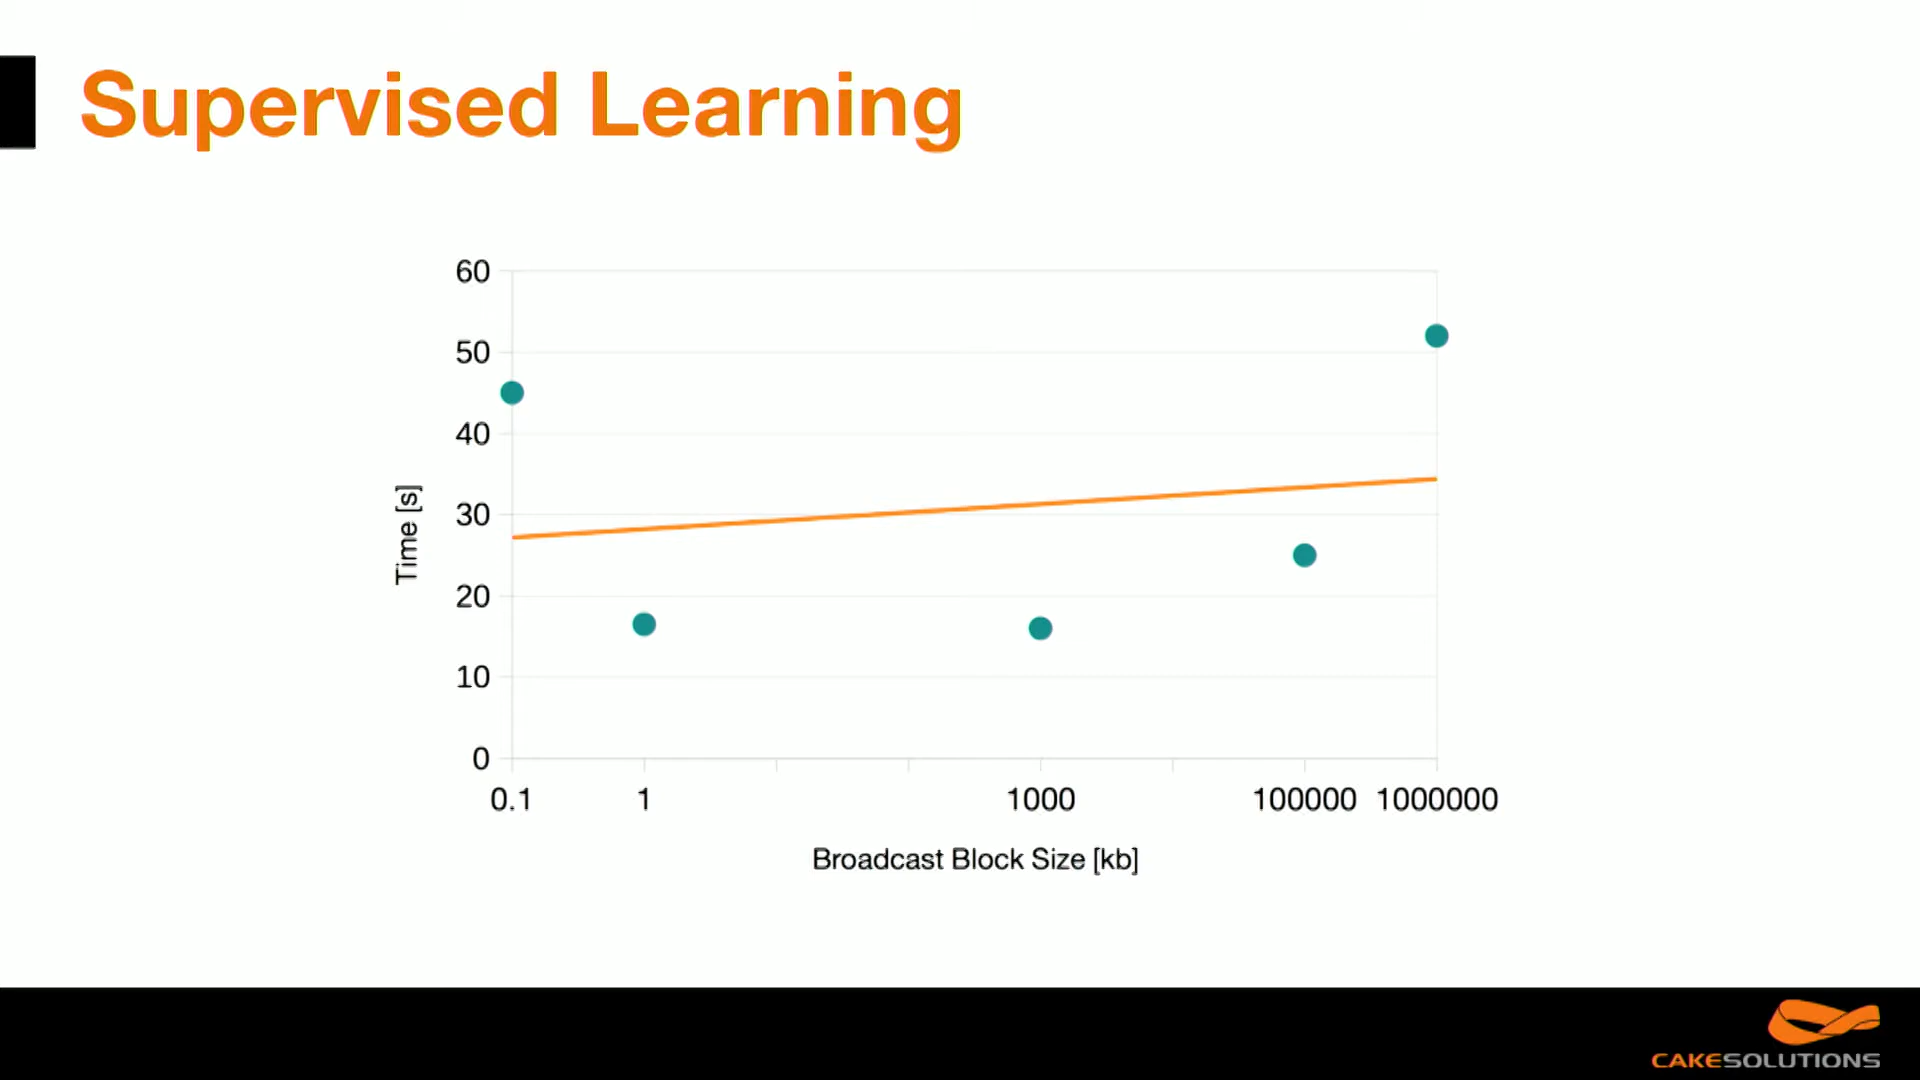 Supervised Learning
60
50
40
30
20
10
0
Time [s]
0.1 1 1000 100000 1000000
Broadcast Block Size [kb]
CAKESOLUTIONS